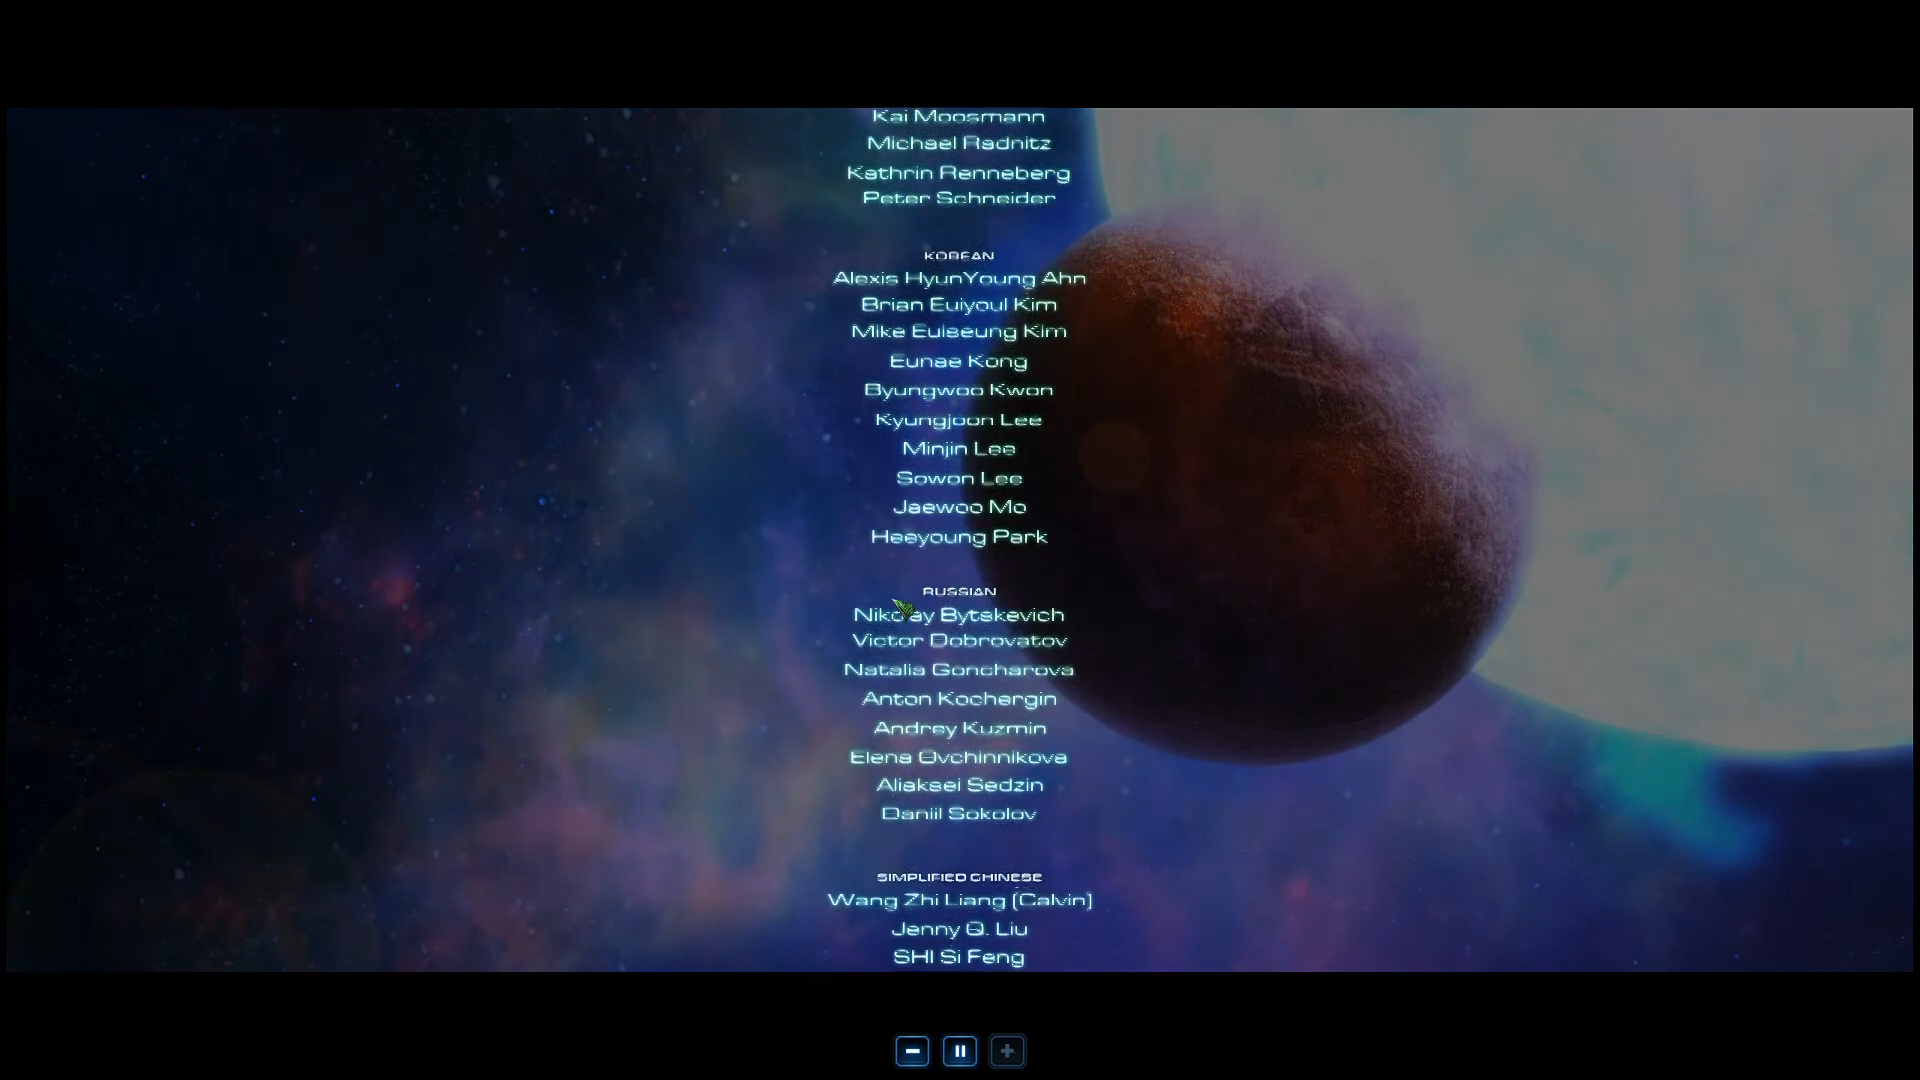 Kai Moosmann
Michael Radnitz
Kathrin Renneberg
Peter Schneider
KOREAN
Alexis HyunYoung Ahn
Brian Euiyoul Kim
Mike Euiseung Kim
Eunae Kong
Byungwoo Kwon
Kyungjoon Lee
Minjin Lee
Sowon Lee
Jaewoo Mo
Heeyoung Park
RUSSIAN
Nikolay Bytskevich
Victor Dobrovatov
Natalia Goncharova
Anton Kochergin
Andrey Kuzmin
Elena Ovchinnikova
Aliaksei Sedzin
Daniil Sokolov
SIMPLIFIED CHINESE
Wang Zhi Liang (Calvin)
Jenny Q. Liu
SHI Si Feng